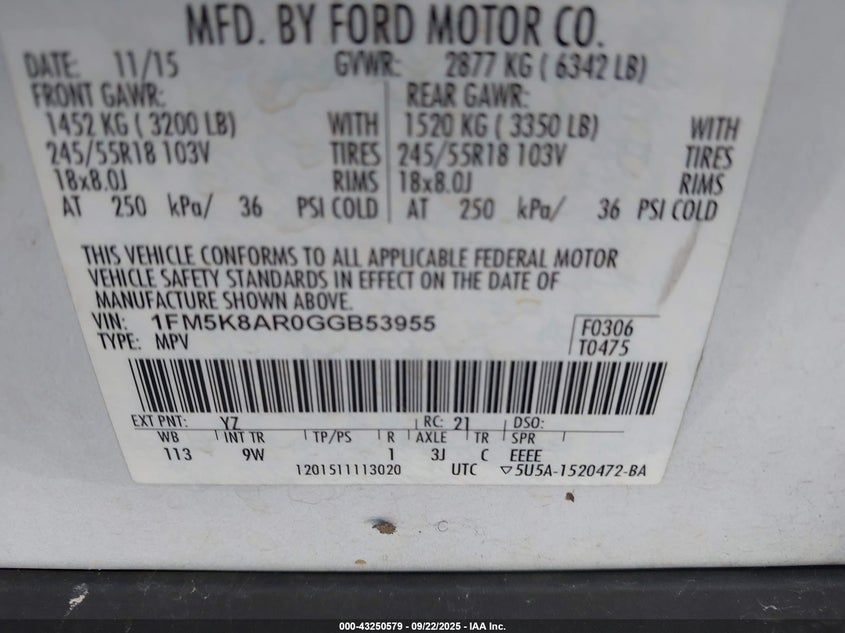 MFD. BY FORD MOTOR CO.
DATE: 11/15 GVWR: 2877 KG ( 6342 LB)
FRONT GAWR: REAR GAWR:
1452 KG ( 3200 LB) WITH 1520 KG ( 3350 LB) WITH
245/55R18 103V TIRES 245/55R18 103V TIRES
18x8.0J RIMS 18x8.0J RIMS
AT 250 kPa/ 36 PSI COLD AT 250 kPa/ 36 PSI COLD
THIS VEHICLE CONFORMS TO ALL APPLICABLE FEDERAL MOTOR
VEHICLE SAFETY STANDARDS IN EFFECT ON THE DATE OF
MANUFACTURE SHOWN ABOVE.
VIN: 1FM5K8AR0GGB53955 F0306
TYPE: MPV T0475
EXT PNT: YZ RC: 21 DSO:
WB INT TR TP/PS R AXLE TR SPR
113 9W 1 3J C EEEE
1201511113020 UTC ▽5U5A-1520472-BA
000-43250579 - 09/22/2025 - IAA Inc.